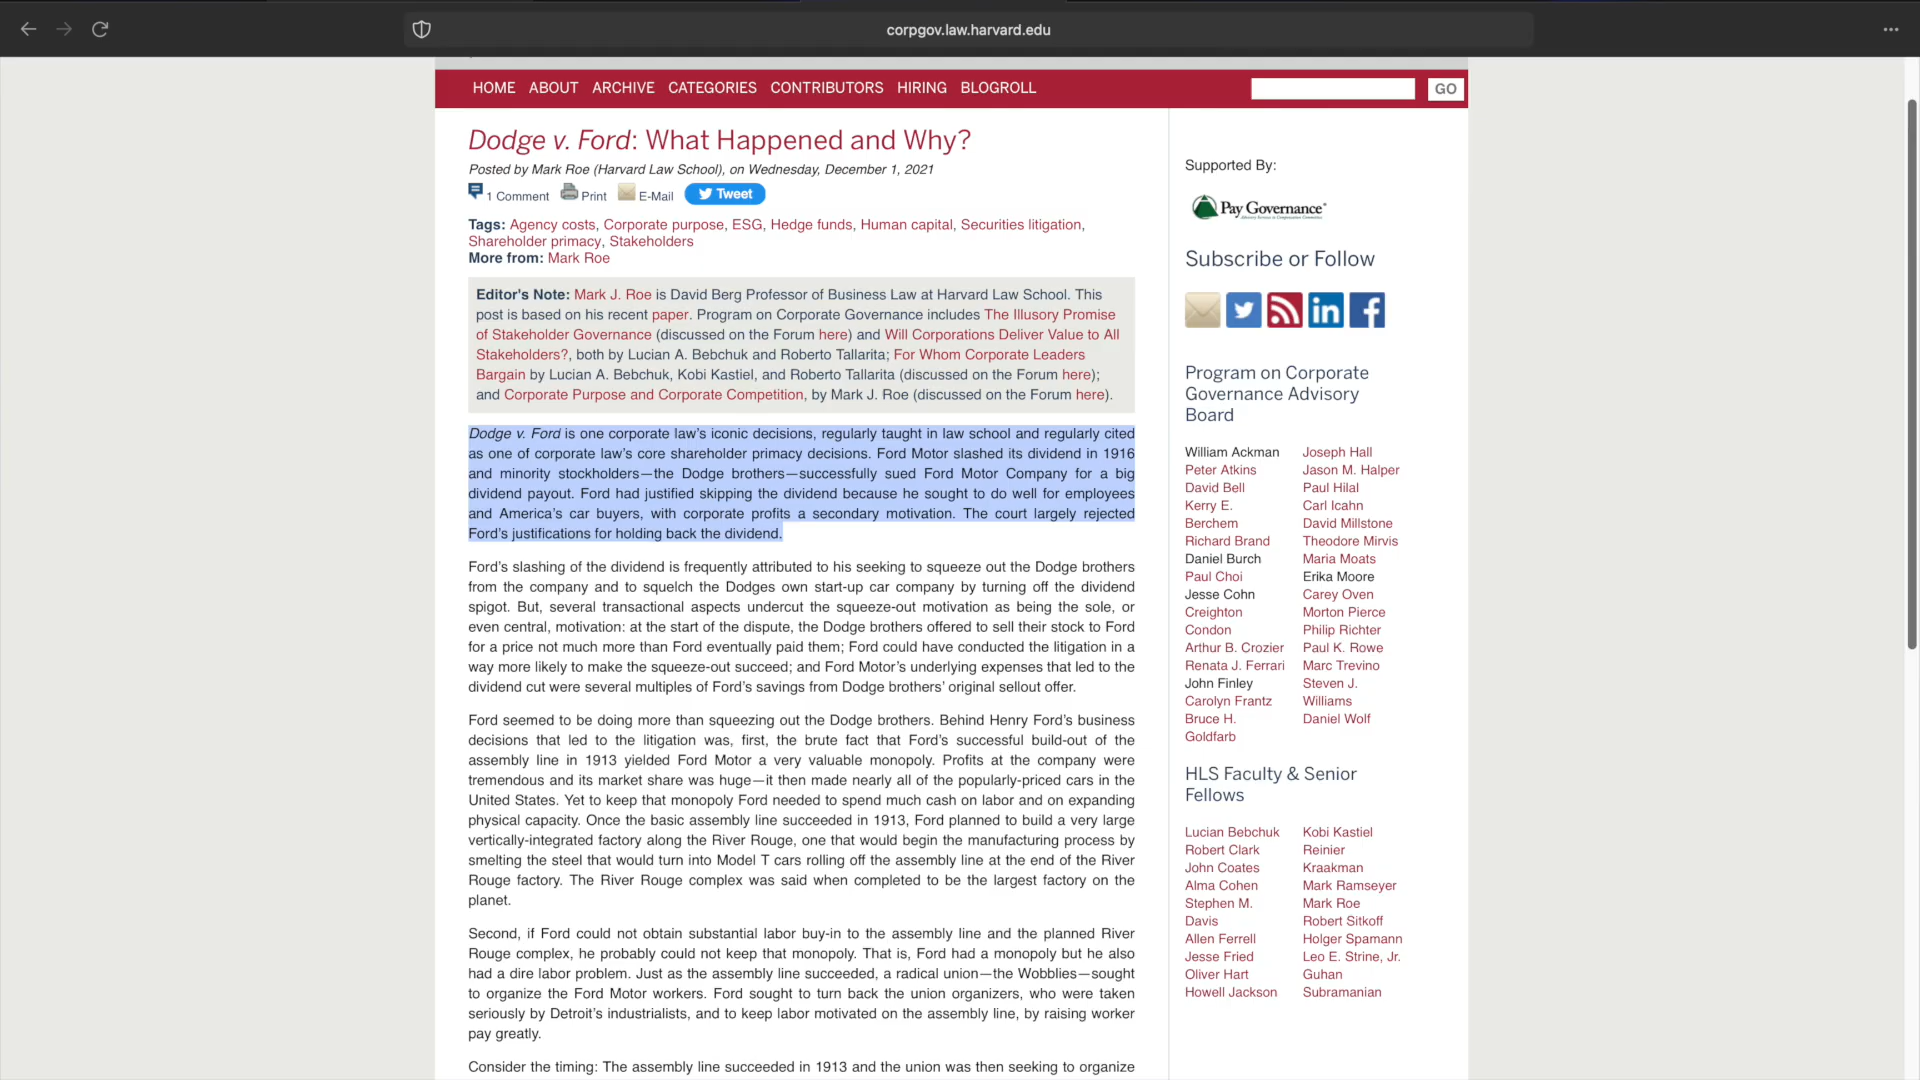 corpgov.law.harvard.edu
HOME ABOUT ARCHIVE CATEGORIES CONTRIBUTORS HIRING BLOGROLL
GO
Dodge v. Ford: What Happened and Why?
Posted by Mark Roe (Harvard Law School), on Wednesday, December 1, 2021
1 Comment Print E-Mail Tweet
Tags: Agency costs, Corporate purpose, ESG, Hedge funds, Human capital, Securities litigation,
Shareholder primacy, Stakeholders
More from: Mark Roe
Editor's Note: Mark J. Roe is David Berg Professor of Business Law at Harvard Law School. This
post is based on his recent paper. Program on Corporate Governance includes The Illusory Promise
of Stakeholder Governance (discussed on the Forum here) and Will Corporations Deliver Value to All
Stakeholders?, both by Lucian A. Bebchuk and Roberto Tallarita; For Whom Corporate Leaders
Bargain by Lucian A. Bebchuk, Kobi Kastiel, and Roberto Tallarita (discussed on the Forum here);
and Corporate Purpose and Corporate Competition, by Mark J. Roe (discussed on the Forum here).
Dodge v. Ford is one corporate law's iconic decisions, regularly taught in law school and regularly cited
as one of corporate law's core shareholder primacy decisions. Ford Motor slashed its dividend in 1916
and minority stockholders—the Dodge brothers—successfully sued Ford Motor Company for a big
dividend payout. Ford had justified skipping the dividend because he sought to do well for employees
and America's car buyers, with corporate profits a secondary motivation. The court largely rejected
Ford's justifications for holding back the dividend.
Ford's slashing of the dividend is frequently attributed to his seeking to squeeze out the Dodge brothers
from the company and to squelch the Dodges own start-up car company by turning off the dividend
spigot. But, several transactional aspects undercut the squeeze-out motivation as being the sole, or
even central, motivation: at the start of the dispute, the Dodge brothers offered to sell their stock to Ford
for a price not much more than Ford eventually paid them; Ford could have conducted the litigation in a
way more likely to make the squeeze-out succeed; and Ford Motor's underlying expenses that led to the
dividend cut were several multiples of Ford's savings from Dodge brothers' original sellout offer.
Ford seemed to be doing more than squeezing out the Dodge brothers. Behind Henry Ford's business
decisions that led to the litigation was, first, the brute fact that Ford's successful build-out of the
assembly line in 1913 yielded Ford Motor a very valuable monopoly. Profits at the company were
tremendous and its market share was huge—it then made nearly all of the popularly-priced cars in the
United States. Yet to keep that monopoly Ford needed to spend much cash on labor and on expanding
physical capacity. Once the basic assembly line succeeded in 1913, Ford planned to build a very large
vertically-integrated factory along the River Rouge, one that would begin the manufacturing process by
smelting the steel that would turn into Model T cars rolling off the assembly line at the end of the River
Rouge factory. The River Rouge complex was said when completed to be the largest factory on the
planet.
Second, if Ford could not obtain substantial labor buy-in to the assembly line and the planned River
Rouge complex, he probably could not keep that monopoly. That is, Ford had a monopoly but he also
had a dire labor problem. Just as the assembly line succeeded, a radical union—the Wobblies—sought
to organize the Ford Motor workers. Ford sought to turn back the union organizers, who were taken
seriously by Detroit's industrialists, and to keep labor motivated on the assembly line, by raising worker
pay greatly.
Consider the timing: The assembly line succeeded in 1913 and the union was then seeking to organize
Supported By:
Pay Governance
Subscribe or Follow
Program on Corporate
Governance Advisory
Board
William Ackman
Peter Atkins
David Bell
Kerry E.
Berchem
Richard Brand
Daniel Burch
Paul Choi
Jesse Cohn
Creighton
Condon
Arthur B. Crozier
Renata J. Ferrari
John Finley
Carolyn Frantz
Bruce H.
Goldfarb
Joseph Hall
Jason M. Halper
Paul Hilal
Carl Icahn
David Millstone
Theodore Mirvis
Maria Moats
Erika Moore
Carey Oven
Morton Pierce
Philip Richter
Paul K. Rowe
Marc Trevino
Steven J.
Williams
Daniel Wolf
HLS Faculty & Senior
Fellows
Lucian Bebchuk
Robert Clark
John Coates
Alma Cohen
Stephen M.
Davis
Allen Ferrell
Jesse Fried
Oliver Hart
Howell Jackson
Kobi Kastiel
Reinier
Kraakman
Mark Ramseyer
Mark Roe
Robert Sitkoff
Holger Spamann
Leo E. Strine, Jr.
Guhan
Subramanian